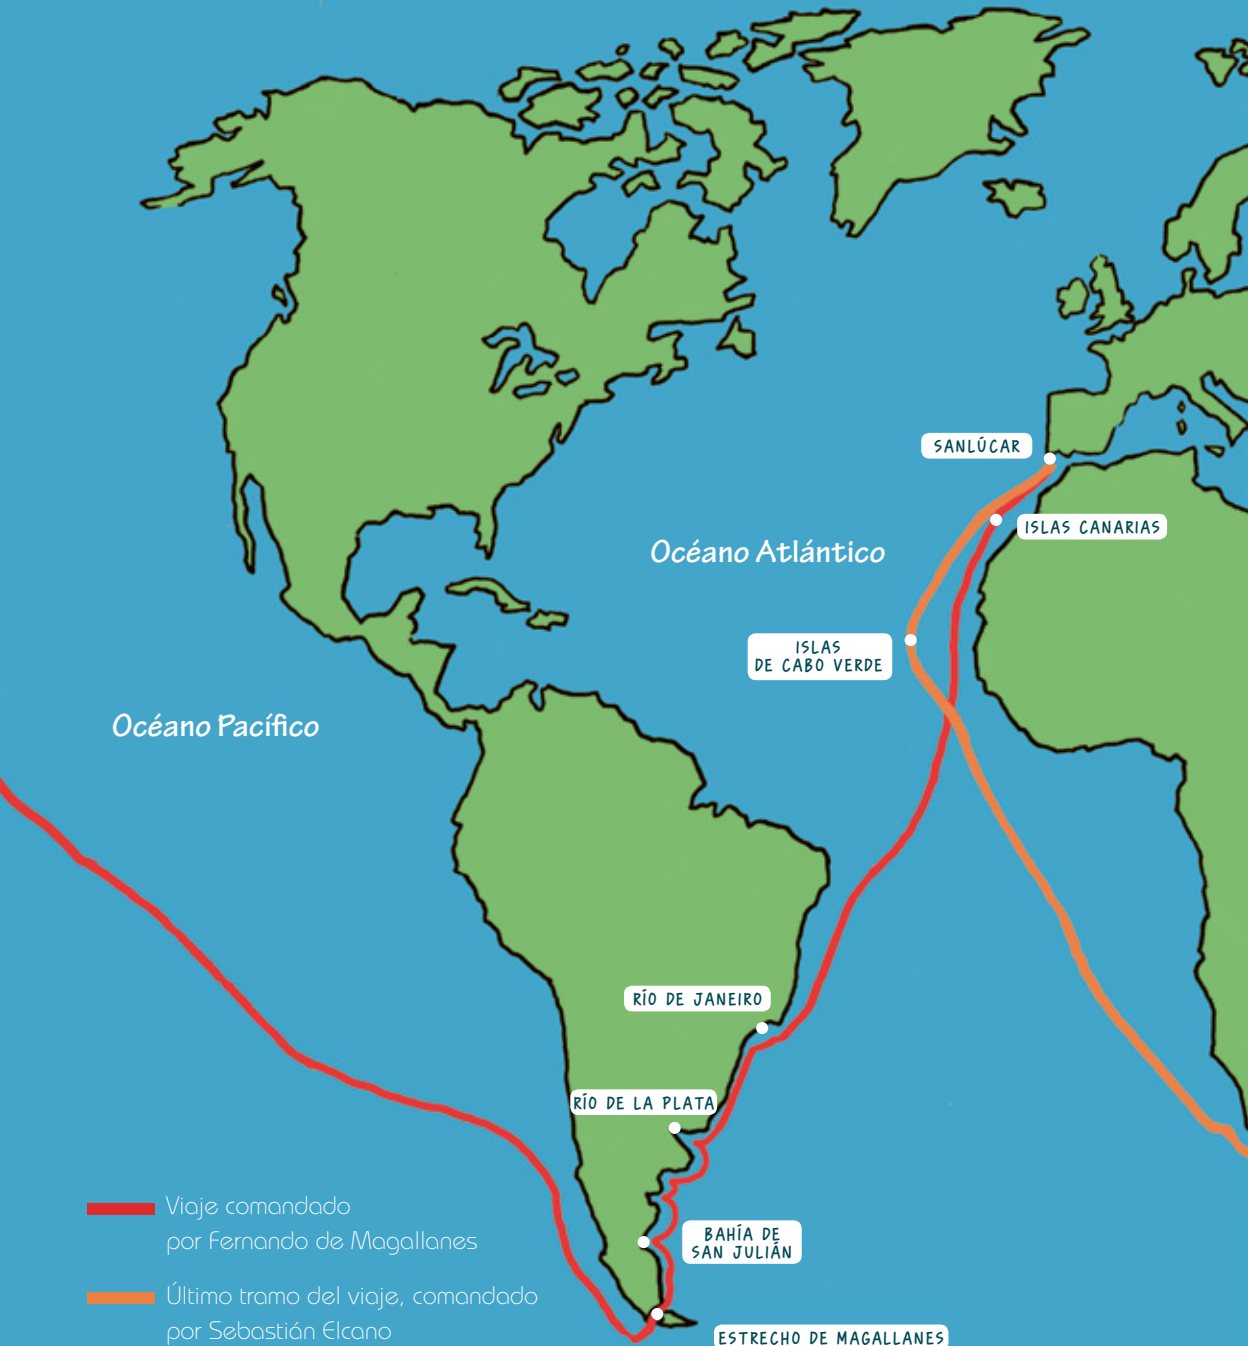 SANLÚCAR
ISLAS CANARIAS
Océano Atlántico
ISLAS
DE CABO VERDE
Océano Pacífico
RÍO DE JANEIRO
RÍO DE LA PLATA
BAHÍA DE
SAN JULIÁN
ESTRECHO DE MAGALLANES
Viaje comandado
por Fernando de Magallanes
Último tramo del viaje, comandado
por Sebastián Elcano